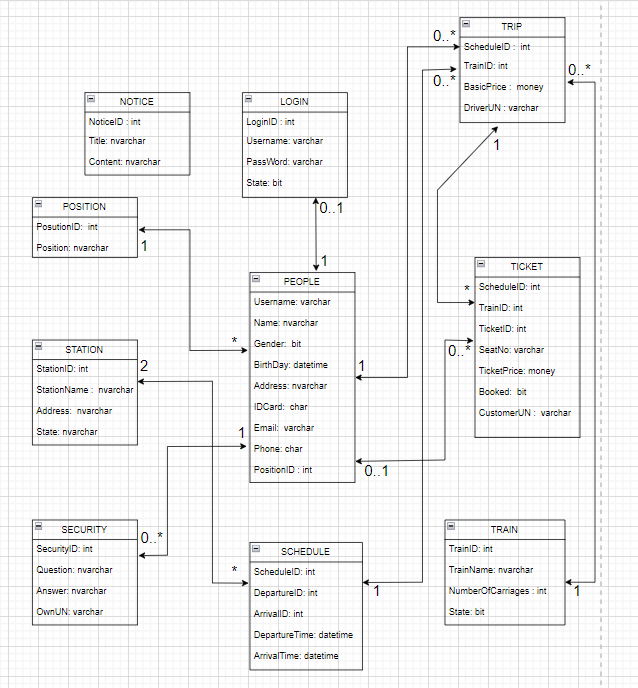 TRIP
ScheduleID : int
TrainID: int
BasicPrice : money
DriverUN : varchar
0..*
0..*
0..*
1
NOTICE
NoticeID : int
Title: nvarchar
Content: nvarchar
LOGIN
LoginID : int
Username: varchar
PassWord: varchar
State: bit
0..1
1
POSITION
PosutionID: int
Position: nvarchar
1
*
PEOPLE
Username: varchar
Name: nvarchar
Gender: bit
BirthDay: datetime
Address: nvarchar
IDCard: char
Email: varchar
Phone: char
PositionID : int
1
0..1
1
TICKET
ScheduleID: int
TrainID: int
TicketID: int
SeatNo: varchar
TicketPrice: money
Booked: bit
CustomerUN : varchar
*
0..*
STATION
StationID: int
StationName : nvarchar
Address: nvarchar
State: nvarchar
2
SECURITY
SecurityID: int
Question: nvarchar
Answer: nvarchar
OwnUN: varchar
0..*
SCHEDULE
ScheduleID: int
DepartureID: int
ArrivalID: int
DepartureTime: datetime
ArrivalTime: datetime
*
1
TRAIN
TrainID: int
TrainName: nvarchar
NumberOfCarriages : int
State: bit
1